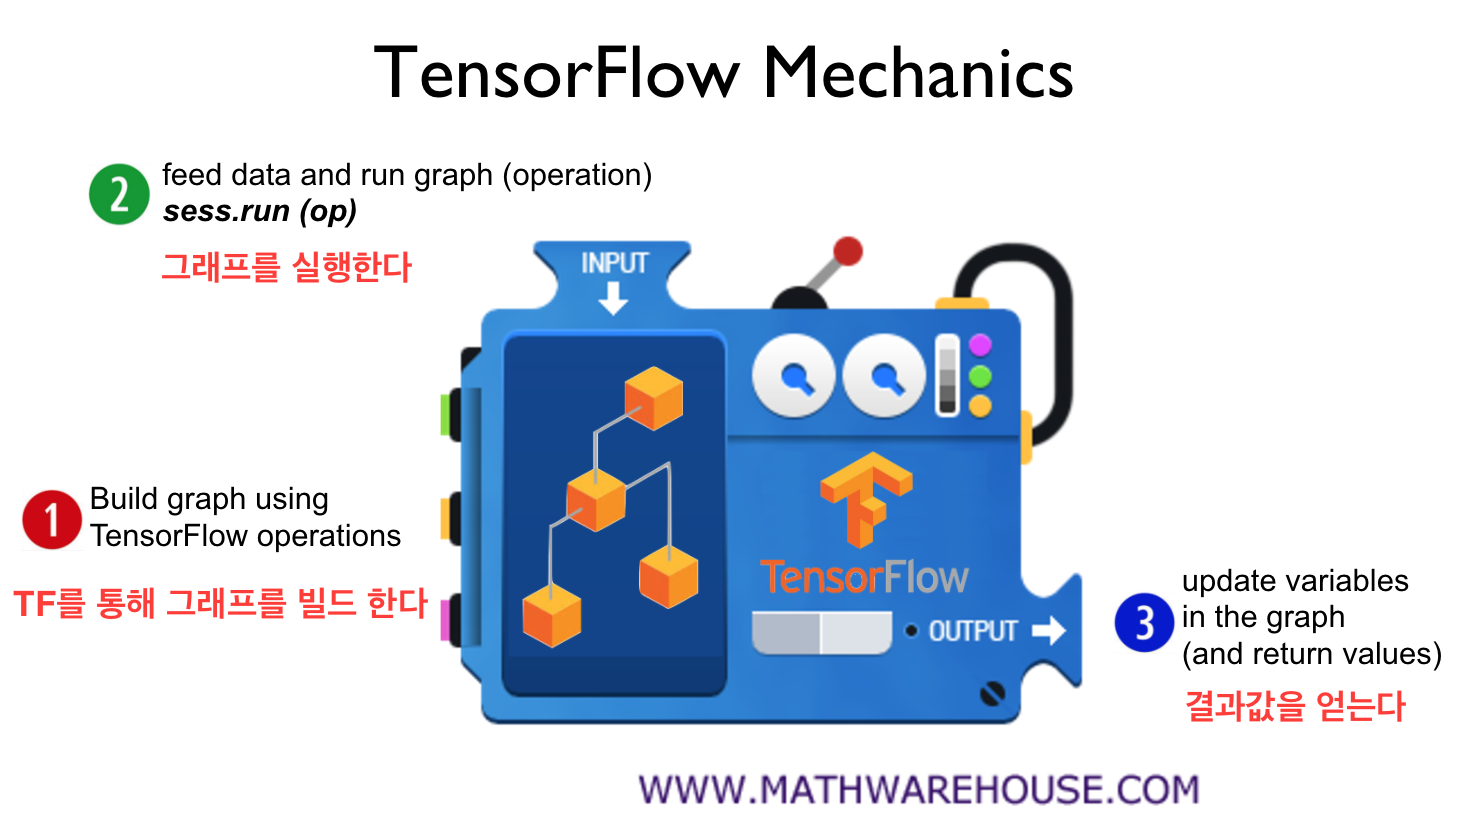 TensorFlow Mechanics
2 feed data and run graph (operation)
sess.run (op)
그래프를 실행한다
INPUT
1 Build graph using
TensorFlow operations
TF를 통해 그래프를 빌드 한다
TensorFlow
OUTPUT
3 update variables
in the graph
(and return values)
결과값을 얻는다
WWW.MATHWAREHOUSE.COM